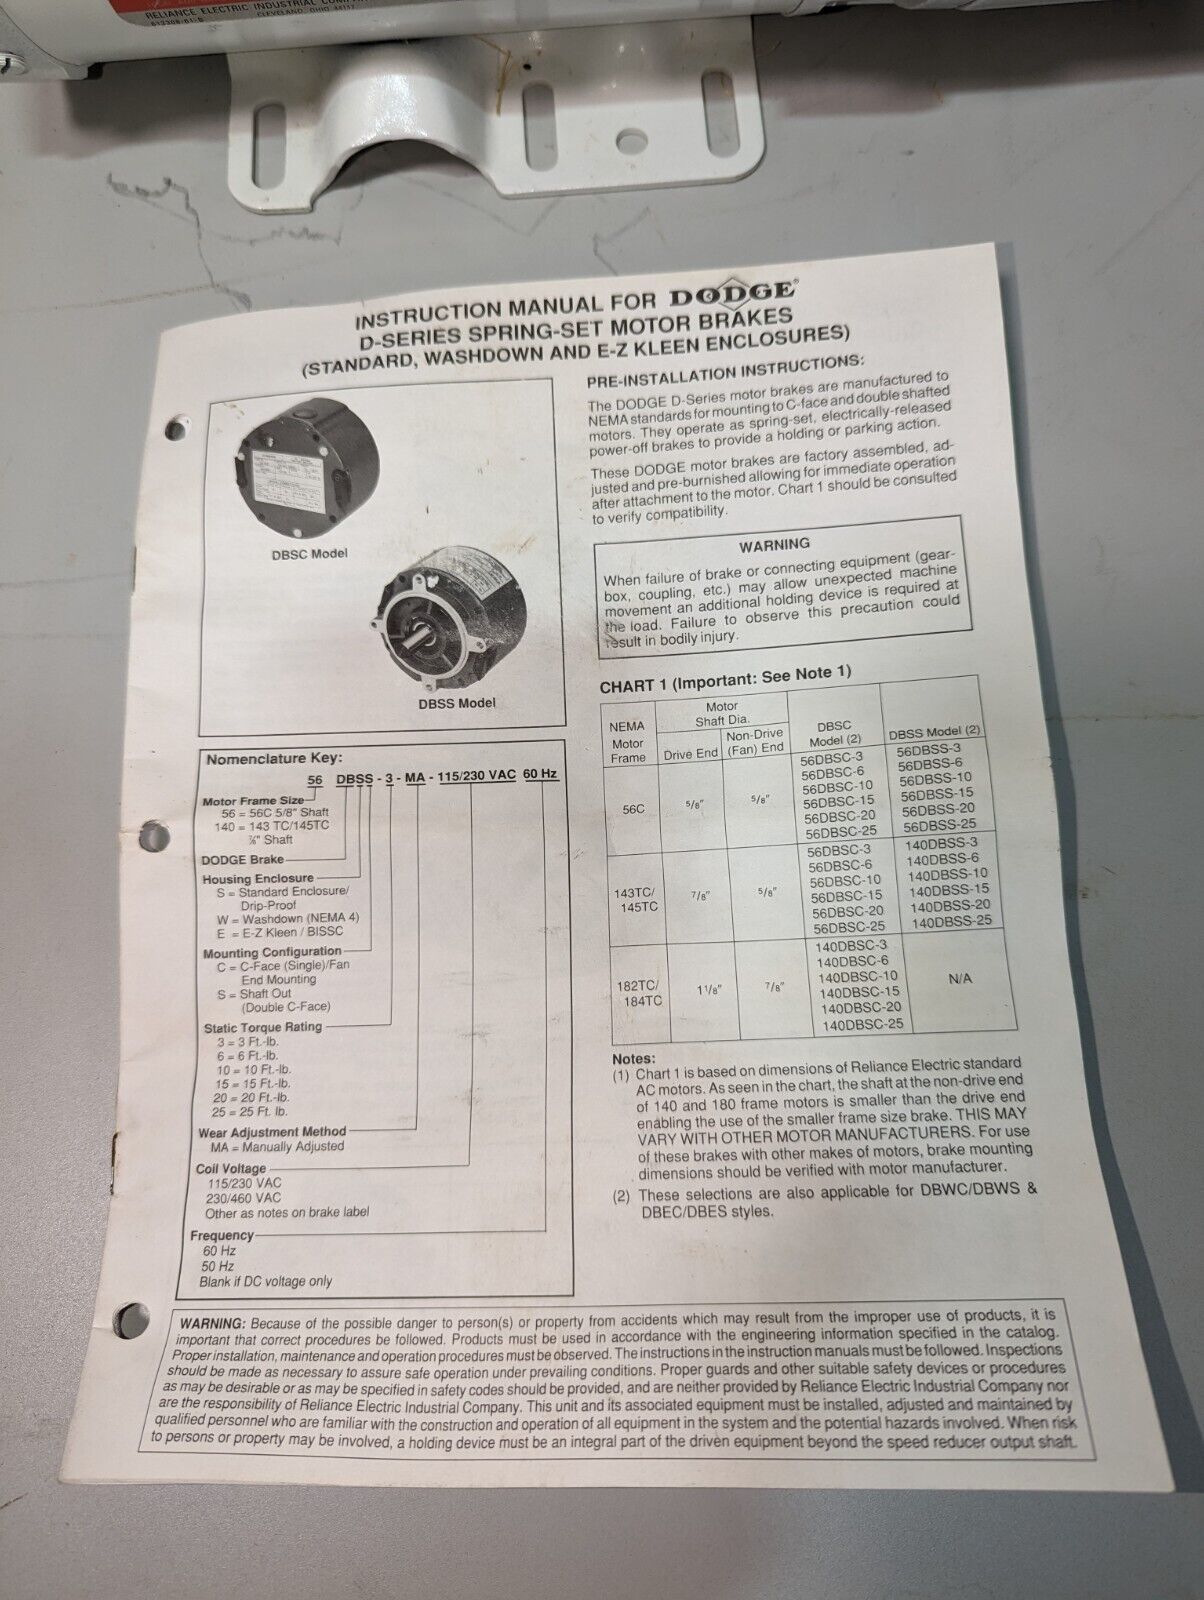 RELIANCE ELECTRIC INDUSTRIAL
CLEVELAND, OHIO 44117
INSTRUCTION MANUAL FOR DODGE®
D-SERIES SPRING-SET MOTOR BRAKES
(STANDARD, WASHDOWN AND E-Z KLEEN ENCLOSURES)
DBSC Model
DBSS Model
Nomenclature Key:
56 DBSS - 3 - MA - 115/230 VAC 60 Hz
Motor Frame Size
56 = 56C 5/8" Shaft
140 = 143 TC/145TC
⅞" Shaft
DODGE Brake
Housing Enclosure
S = Standard Enclosure/
Drip-Proof
W = Washdown (NEMA 4)
E = E-Z Kleen / BISSC
Mounting Configuration
C = C-Face (Single)/Fan
End Mounting
S = Shaft Out
(Double C-Face)
Static Torque Rating
3 = 3 Ft.-lb.
6 = 6 Ft.-lb.
10 = 10 Ft.-lb.
15 = 15 Ft.-lb.
20 = 20 Ft.-lb.
25 = 25 Ft. lb.
Wear Adjustment Method
MA = Manually Adjusted
Coil Voltage
115/230 VAC
230/460 VAC
Other as notes on brake label
Frequency
60 Hz
50 Hz
Blank if DC voltage only
PRE-INSTALLATION INSTRUCTIONS:
The DODGE D-Series motor brakes are manufactured to
NEMA standards for mounting to C-face and double shafted
motors. They operate as spring-set, electrically-released
power-off brakes to provide a holding or parking action.
These DODGE motor brakes are factory assembled, ad-
justed and pre-burnished allowing for immediate operation
after attachment to the motor. Chart 1 should be consulted
to verify compatibility.
WARNING
When failure of brake or connecting equipment (gear-
box, coupling, etc.) may allow unexpected machine
movement an additional holding device is required at
the load. Failure to observe this precaution could
result in bodily injury.
CHART 1 (Important: See Note 1)
NEMA Motor Frame
Motor Shaft Dia.
Drive End
Non-Drive (Fan) End
DBSC Model (2)
DBSS Model (2)
56C 5/8" 5/8"
56DBSC-3 56DBSS-3
56DBSC-6 56DBSS-6
56DBSC-10 56DBSS-10
56DBSC-15 56DBSS-15
56DBSC-20 56DBSS-20
56DBSC-25 56DBSS-25
143TC/ 145TC 7/8" 5/8"
56DBSC-3 140DBSS-3
56DBSC-6 140DBSS-6
56DBSC-10 140DBSS-10
56DBSC-15 140DBSS-15
56DBSC-20 140DBSS-20
56DBSC-25 140DBSS-25
182TC/ 184TC 1 1/8" 7/8"
140DBSC-3
140DBSC-6
140DBSC-10 N/A
140DBSC-15
140DBSC-20
140DBSC-25
Notes:
(1) Chart 1 is based on dimensions of Reliance Electric standard
AC motors. As seen in the chart, the shaft at the non-drive end
of 140 and 180 frame motors is smaller than the drive end
enabling the use of the smaller frame size brake. THIS MAY
VARY WITH OTHER MOTOR MANUFACTURERS. For use
of these brakes with other makes of motors, brake mounting
dimensions should be verified with motor manufacturer.
(2) These selections are also applicable for DBWC/DBWS &
DBEC/DBES styles.
WARNING: Because of the possible danger to person(s) or property from accidents which may result from the improper use of products, it is
important that correct procedures be followed. Products must be used in accordance with the engineering information specified in the catalog.
Proper installation, maintenance and operation procedures must be observed. The instructions in the instruction manuals must be followed. Inspections
should be made as necessary to assure safe operation under prevailing conditions. Proper guards and other suitable safety devices or procedures
as may be desirable or as may be specified in safety codes should be provided, and are neither provided by Reliance Electric Industrial Company nor
are the responsibility of Reliance Electric Industrial Company. This unit and its associated equipment must be installed, adjusted and maintained by
qualified personnel who are familiar with the construction and operation of all equipment in the system and the potential hazards involved. When risk
to persons or property may be involved, a holding device must be an integral part of the driven equipment beyond the speed reducer output shaft.